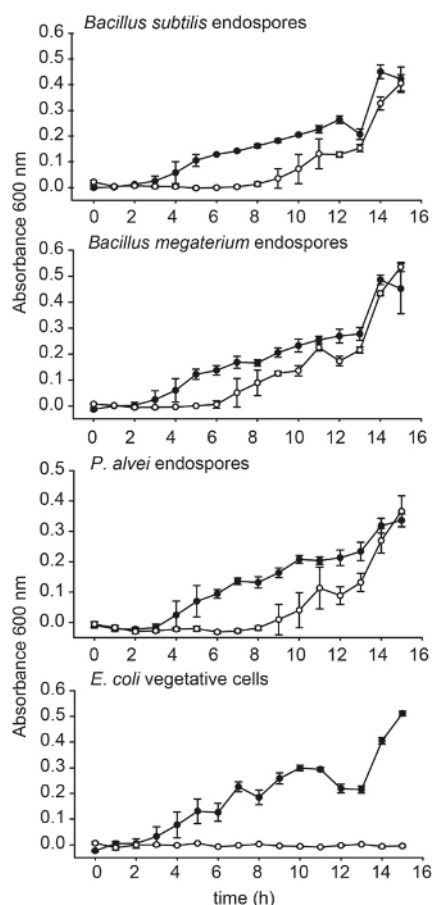 Bacillus subtilis endospores
0.6
0.5
0.4
0.3
0.2
0.1
0.0
0 2 4 6 8 10 12 14 16
Absorbance 600 nm
Bacillus megaterium endospores
0.6
0.5
0.4
0.3
0.2
0.1
0.0
0 2 4 6 8 10 12 14 16
P. alvei endospores
0.5
0.4
0.3
0.2
0.1
0.0
0 2 4 6 8 10 12 14 16
Absorbance 600 nm
E. coli vegetative cells
0.6
0.5
0.4
0.3
0.2
0.1
0.0
0 2 4 6 8 10 12 14 16
time (h)